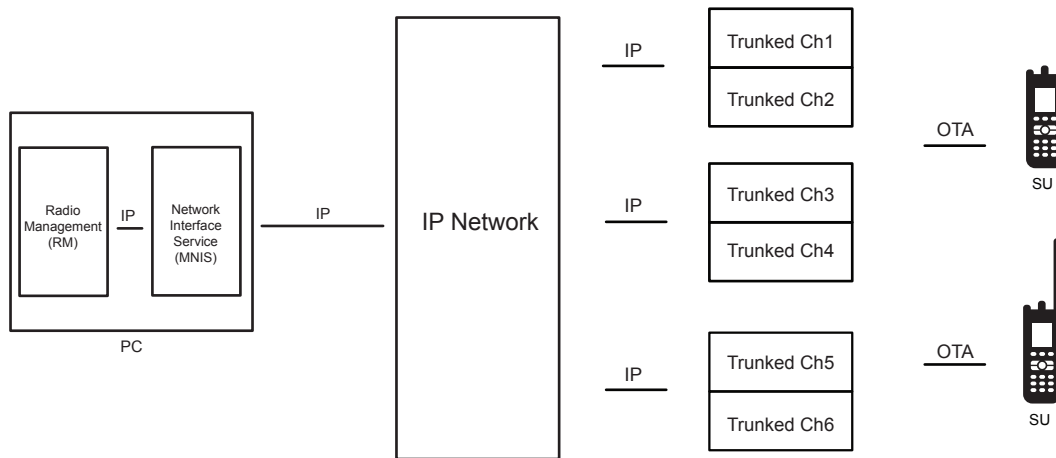 Radio
Management
(RM)
IP
Network
Interface
Service
(MNIS)
PC
IP
IP Network
IP
Trunked Ch1
Trunked Ch2
IP
Trunked Ch3
Trunked Ch4
IP
Trunked Ch5
Trunked Ch6
OTA
SU
OTA
SU